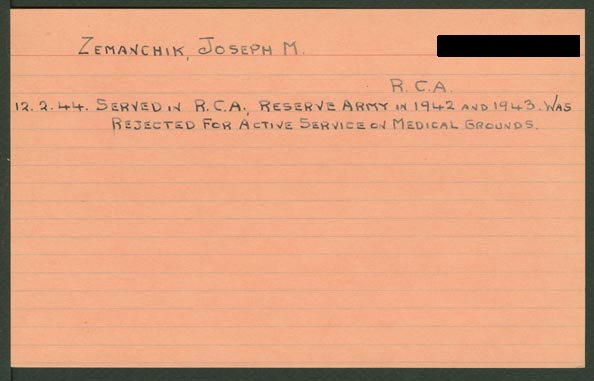 ZEMANCHIK, JOSEPH M.
R.C.A.
12.2.44. SERVED IN R.C.A., RESERVE ARMY IN 1942 AND 1943. WAS
REJECTED FOR ACTIVE SERVICE ON MEDICAL GROUNDS.